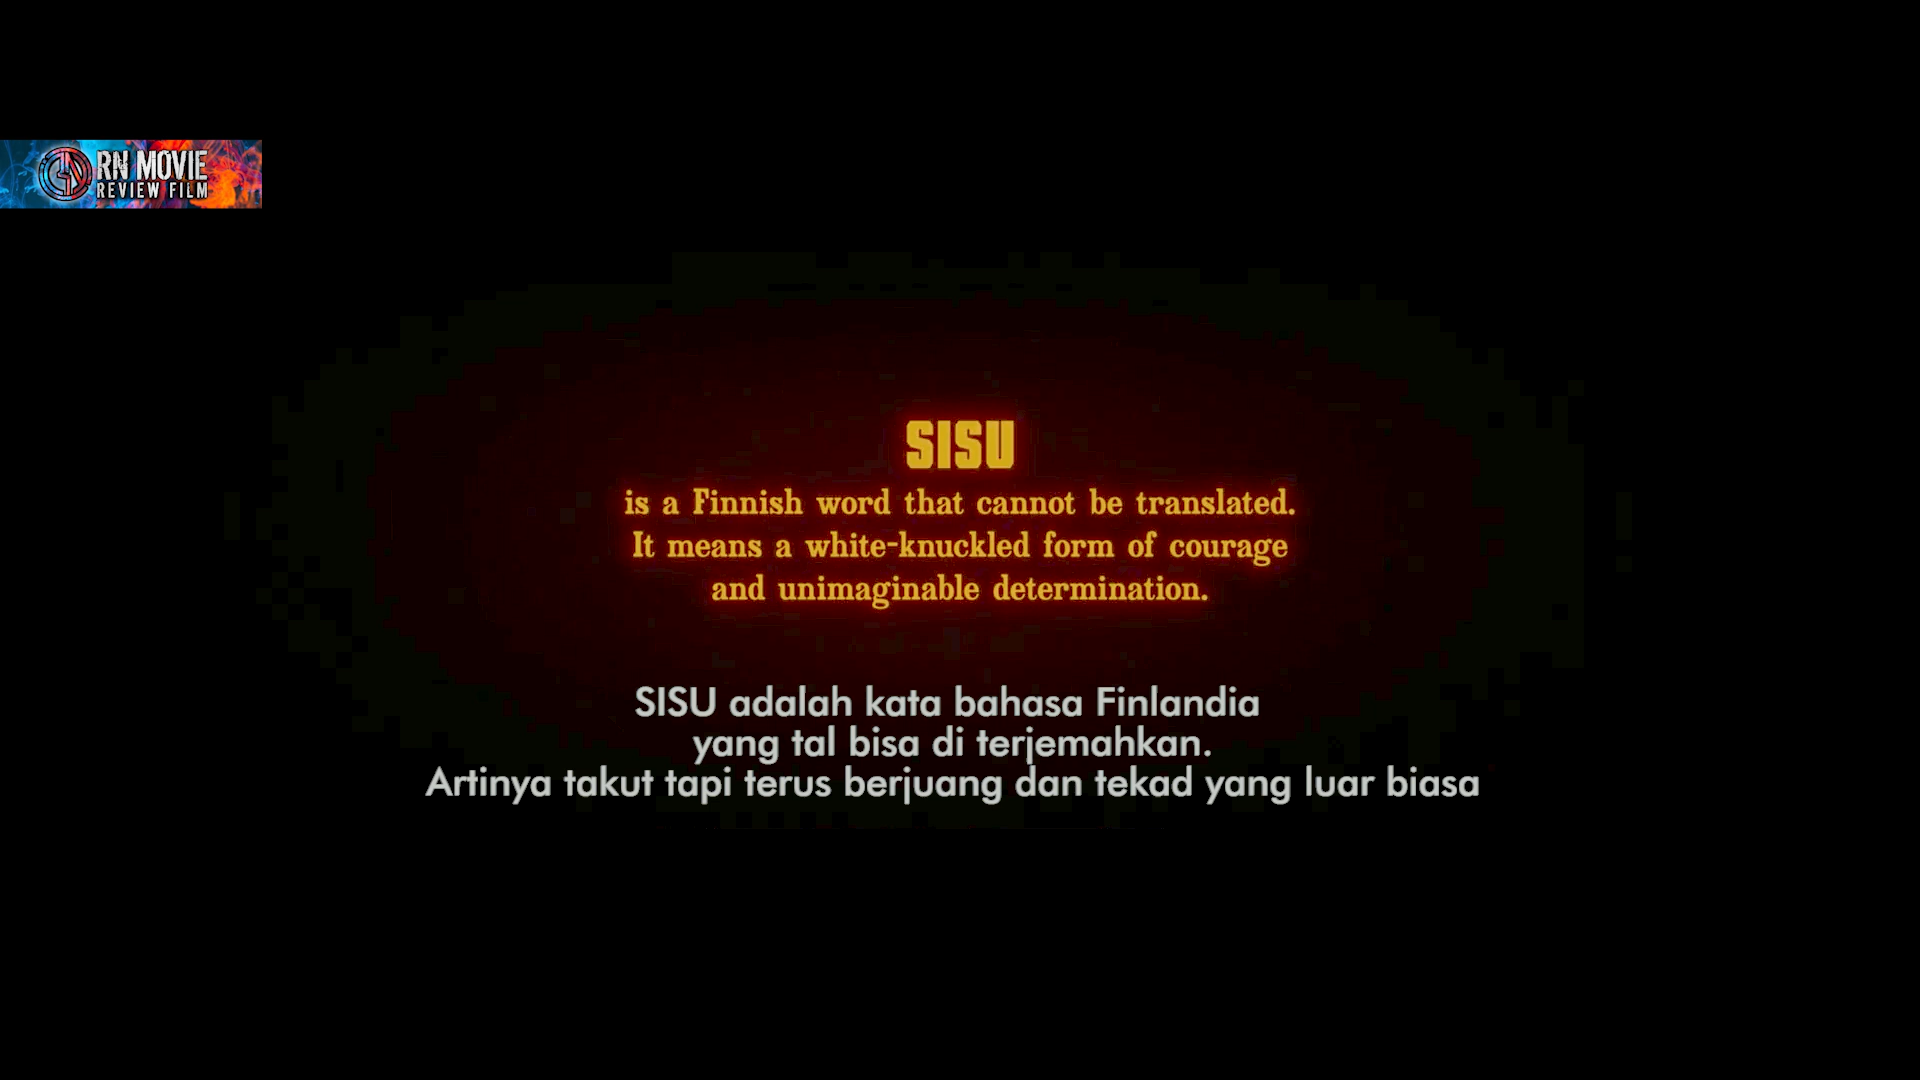 RN MOVIE
REVIEW FILM
SISU
is a Finnish word that cannot be translated.
It means a white-knuckled form of courage
and unimaginable determination.
SISU adalah kata bahasa Finlandia
yang tal bisa di terjemahkan.
Artinya takut tapi terus berjuang dan tekad yang luar biasa